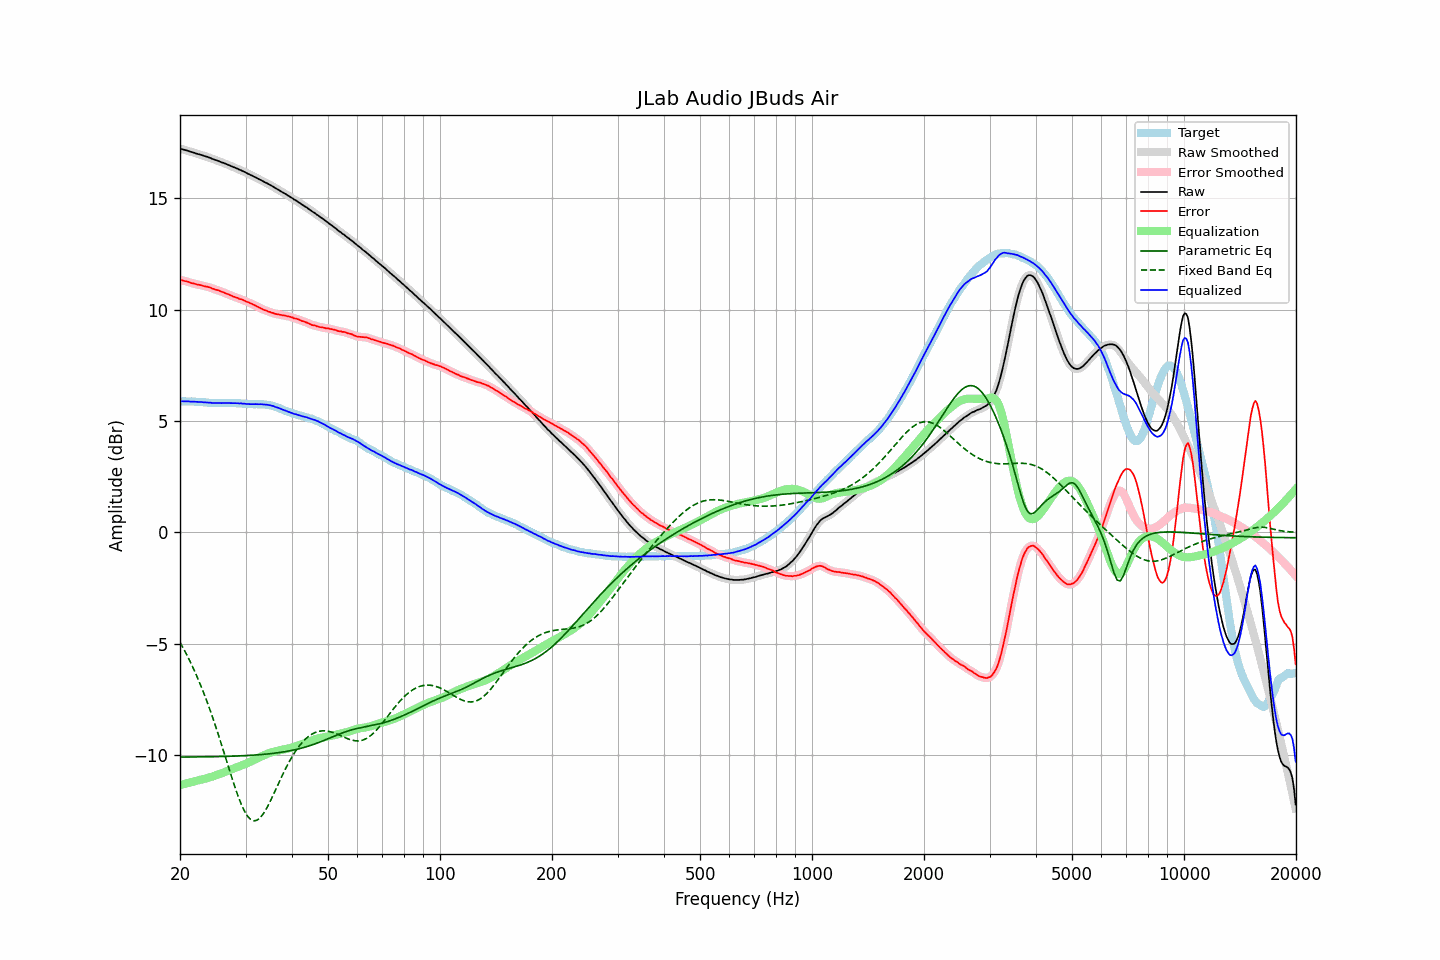 JLab Audio JBuds Air
Target
Raw Smoothed
Error Smoothed
Raw
Error
Equalization
Parametric Eq
Fixed Band Eq
Equalized
Amplitude (dBr)
15
10
5
0
−5
−10
20
50
100
200
500
1000
2000
5000
10000
20000
Frequency (Hz)